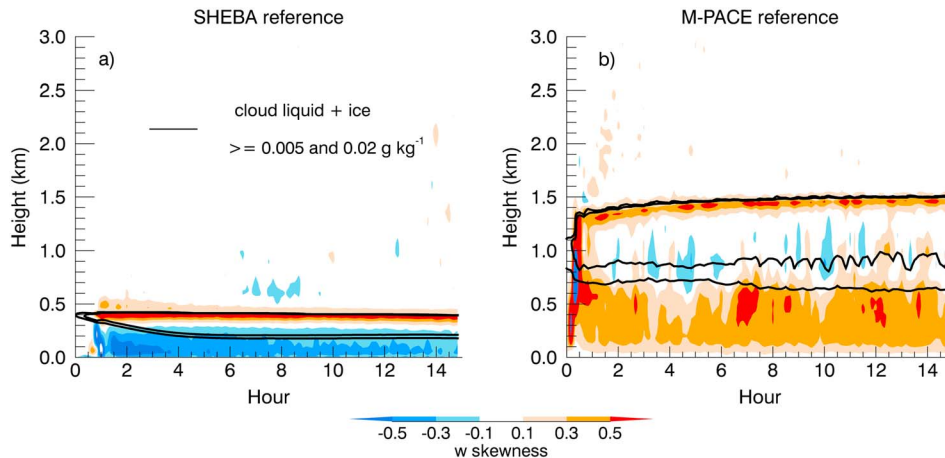 SHEBA reference
M-PACE reference
a)
b)
cloud liquid + ice
>= 0.005 and 0.02 g kg⁻¹
Height (km)
3.0
2.5
2.0
1.5
1.0
0.5
0.0
0 2 4 6 8 10 12 14
Hour
Height (km)
3.0
2.5
2.0
1.5
1.0
0.5
0.0
0 2 4 6 8 10 12 14
Hour
-0.5 -0.3 -0.1 0.1 0.3 0.5
w skewness